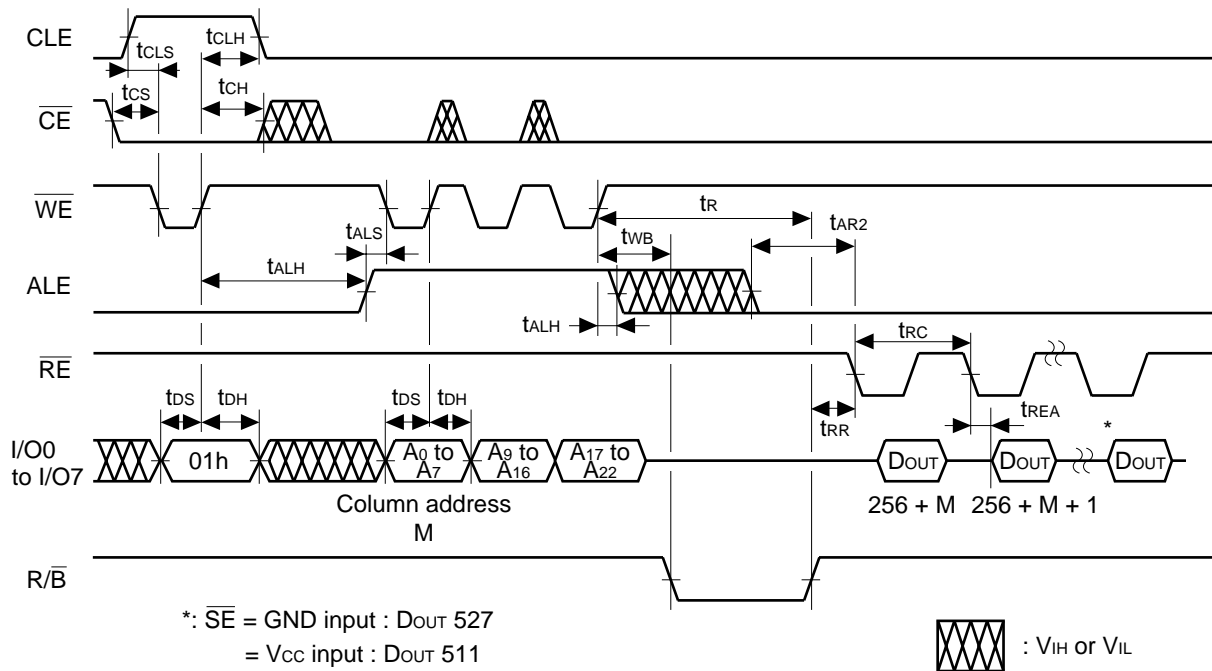 CLE
tCLS
tCLH
tCS
tCH
CE
WE
tALS
tR
tWB
tAR2
tALH
ALE
tALH
tRC
RE
tDS
tDH
tDS
tDH
tRR
tREA
*
I/O0
to I/O7
01h
A0 to
A7
A9 to
A16
A17 to
A22
DOUT
DOUT
DOUT
Column address
M
256 + M
256 + M + 1
R/B
*: SE = GND input : DOUT 527
= VCC input : DOUT 511
: VIH or VIL